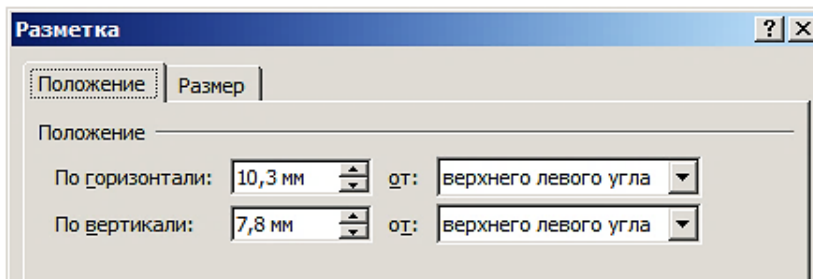 Разметка
Положение Размер
Положение
По горизонтали: 10,3 мм от: верхнего левого угла
По вертикали: 7,8 мм от: верхнего левого угла